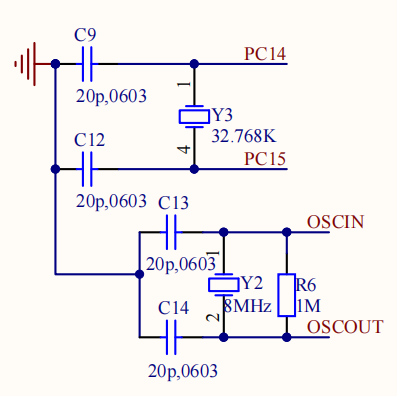 C9
PC14
20p,0603
1
Y3
32.768K
C12
4
PC15
20p,0603
C13
OSCIN
20p,0603
1
Y2
R6
8MHz
1M
C14
2
OSCOUT
20p,0603